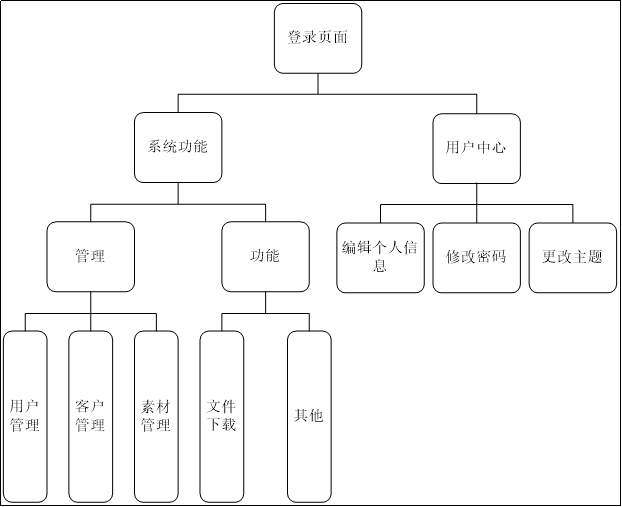 登录页面
系统功能
用户中心
管理
功能
编辑个人信
息
修改密码
更改主题
用户
管理
客户
管理
素材
管理
文件
下载
其他